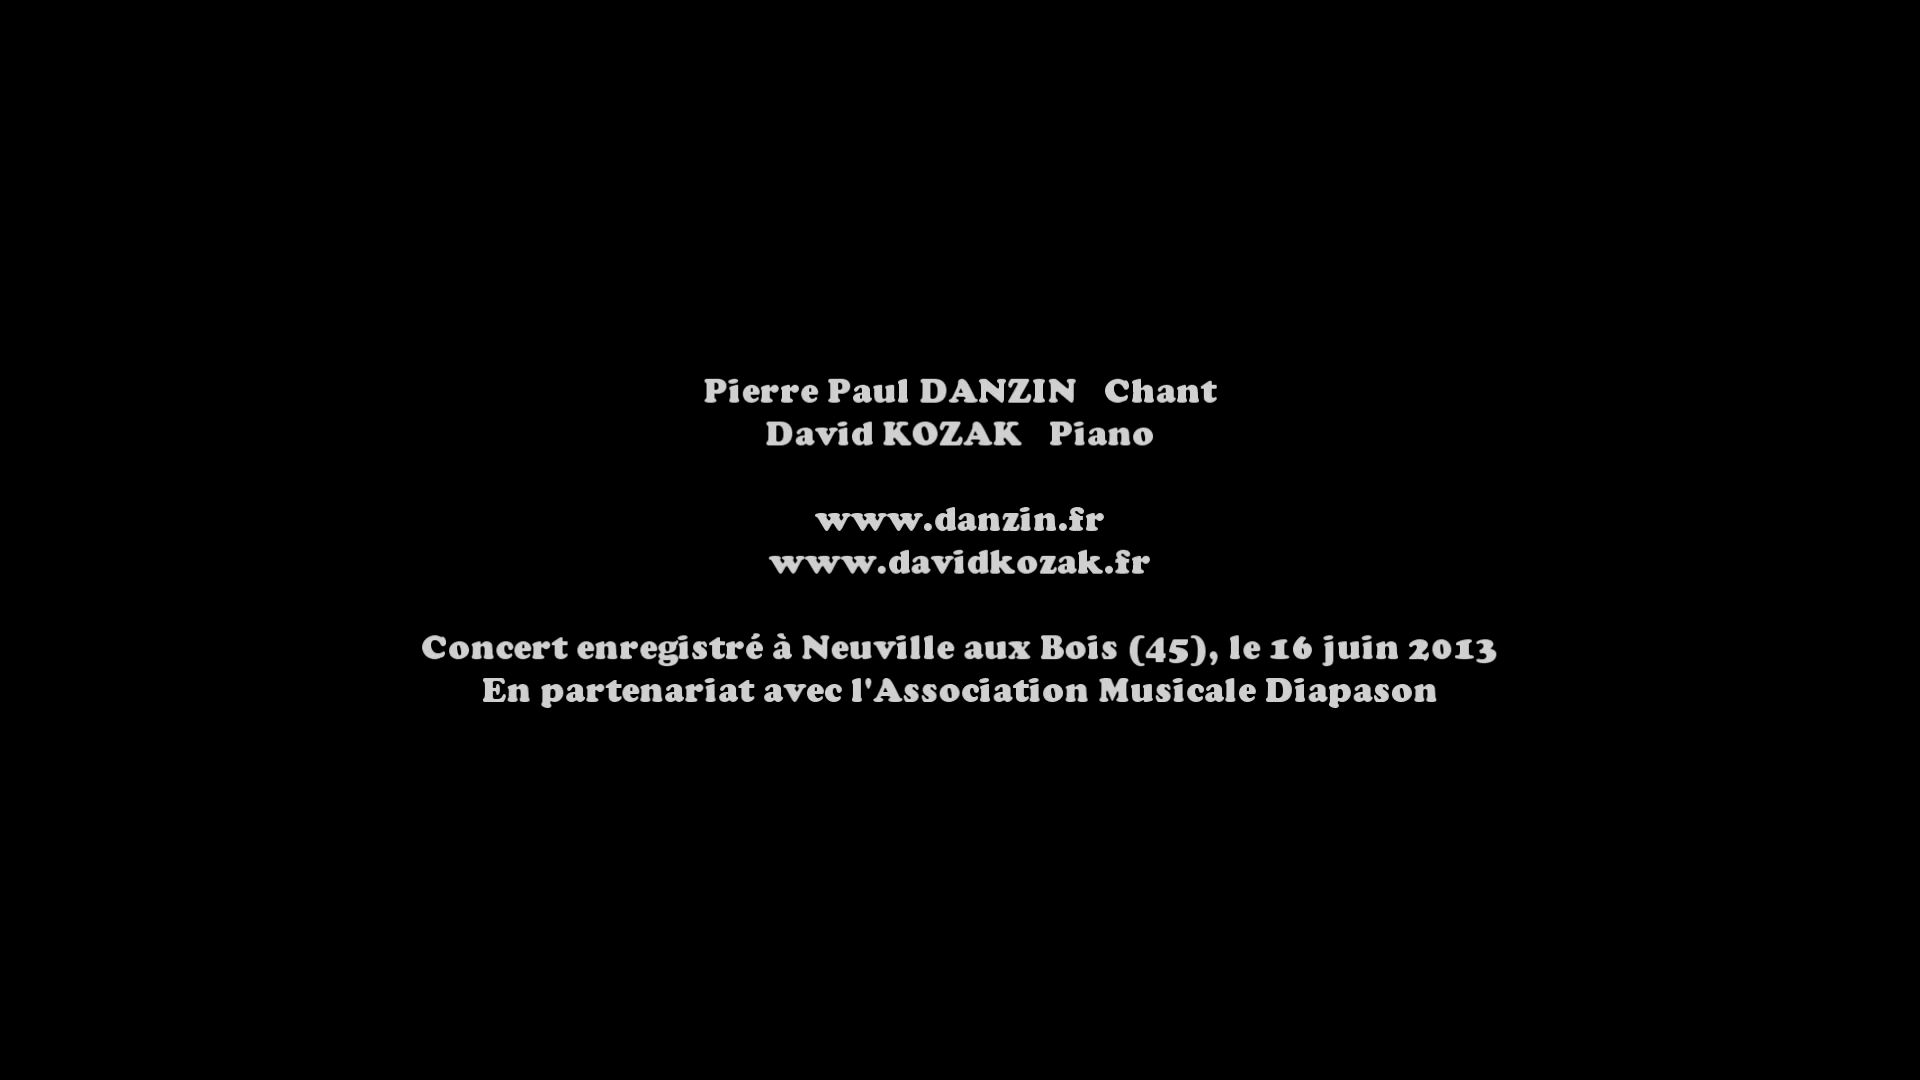 Pierre Paul DANZIN   Chant
David KOZAK   Piano
www.danzin.fr
www.davidkozak.fr
Concert enregistré à Neuville aux Bois (45), le 16 juin 2013
En partenariat avec l'Association Musicale Diapason